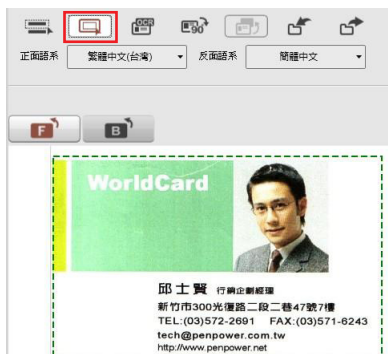 OCR 90°
正面語系 繁體中文(台灣) 反面語系 簡體中文
F B
WorldCard
邱士賢 行銷企劃經理
新竹市300光復路二段二巷47號7樓
TEL:(03)572-2691 FAX:(03)571-6243
tech@penpower.com.tw
http://www.penpower.net